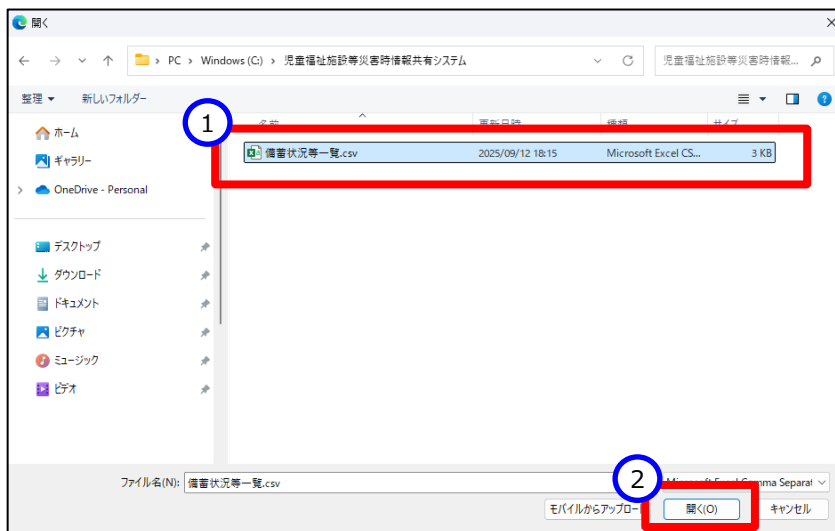 開く
PC > Windows (C:) > 児童福祉施設等災害時情報共有システム
児童福祉施設等災害時情報...
整理
新しいフォルダー
1
名前 更新日時 種類 サイズ
ホーム
備蓄状況等一覧.csv 2025/09/12 18:15 Microsoft Excel CS... 3 KB
ギャラリー
OneDrive - Personal
デスクトップ
ダウンロード
ドキュメント
ピクチャ
ミュージック
ビデオ
2
ファイル名(N): 備蓄状況等一覧.csv
Microsoft Excel Comma Separat
モバイルからアップロー
開く(O)
キャンセル